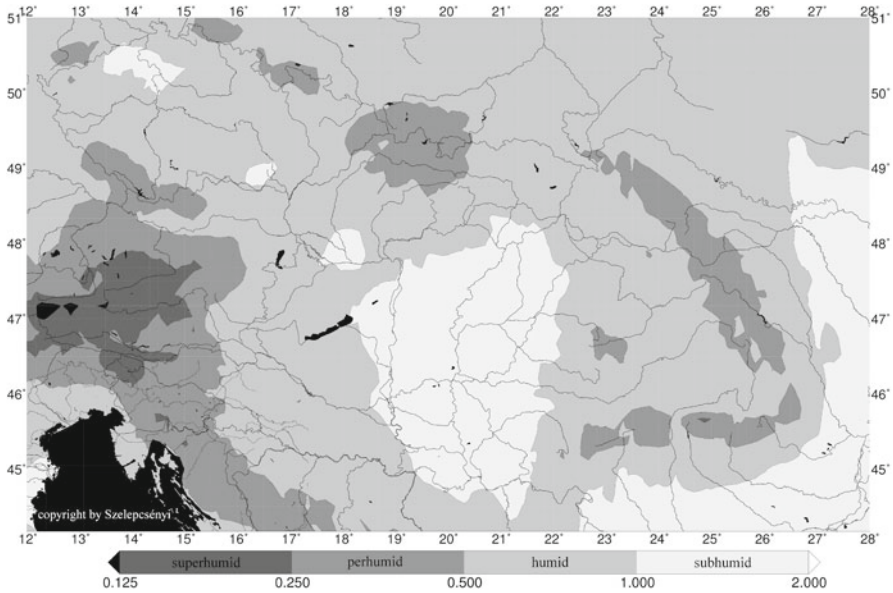 12° 13° 14° 15° 16° 17° 18° 19° 20° 21° 22° 23° 24° 25° 26° 27° 28°
51° 51°
50° 50°
49° 49°
48° 48°
47° 47°
46° 46°
45° 45°
copyright by Szelepcsényi
12° 13° 14° 15° 16° 17° 18° 19° 20° 21° 22° 23° 24° 25° 26° 27° 28°
superhumid perhumid humid subhumid
0.125 0.250 0.500 1.000 2.000